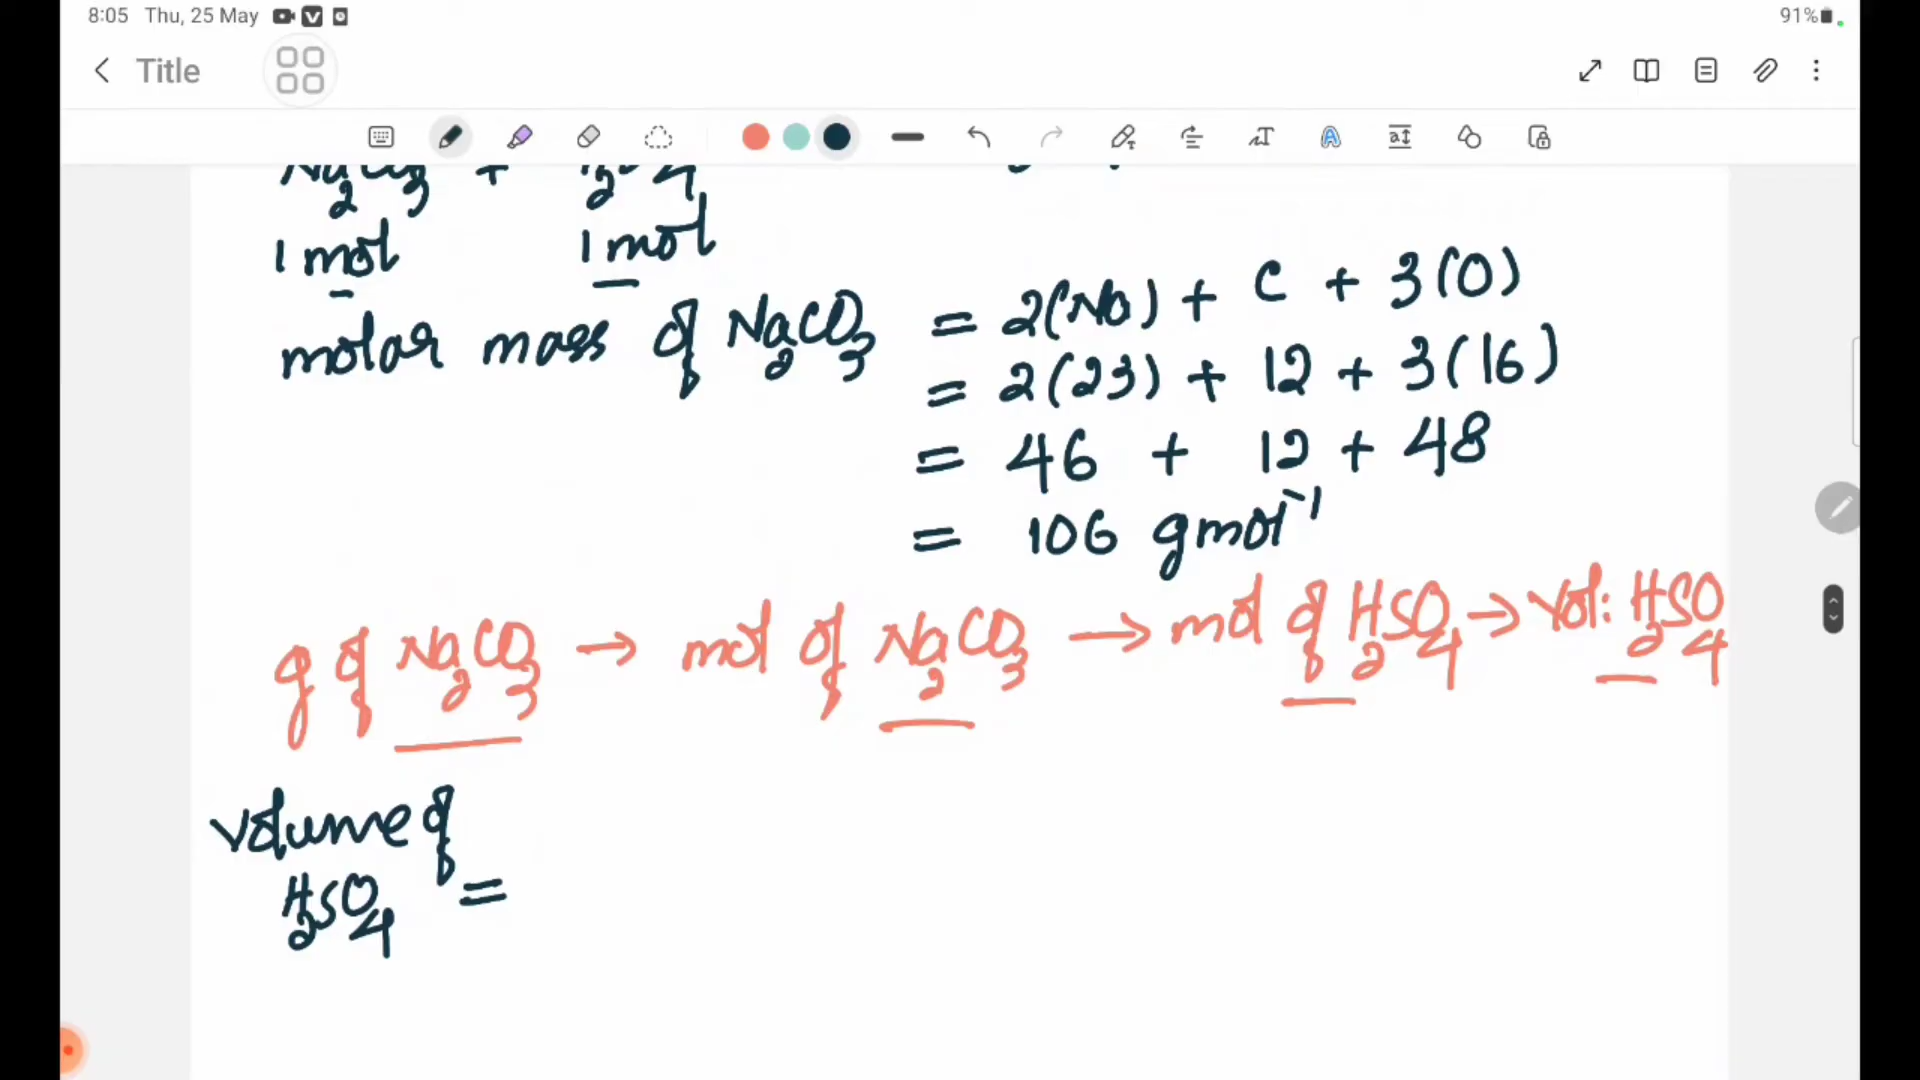 8:05 Thu, 25 May 91%
Title
Na₂CO₃ +
1 mol 1 mol
molar mass of Na₂CO₃ = 2(Na) + C + 3(O)
= 2(23) + 12 + 3(16)
= 46 + 12 + 48
= 106 gmol⁻¹
g of Na₂CO₃ → mol of Na₂CO₃ → mol of H₂SO₄ → Vol: H₂SO₄
Volume of
H₂SO₄ =